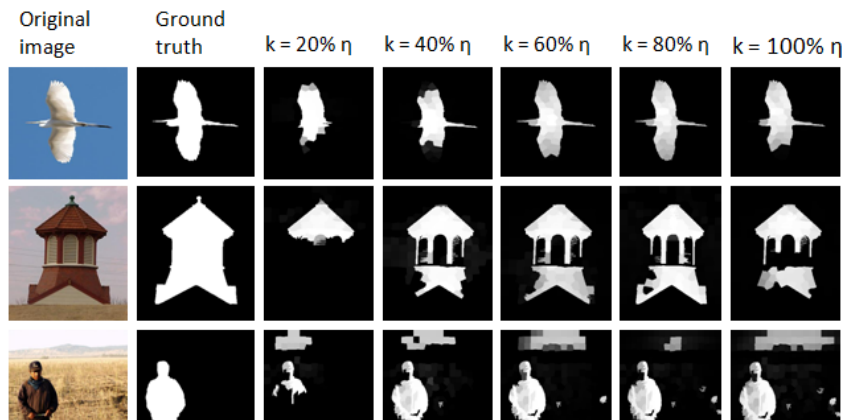 Original image
Ground truth
k = 20% η
k = 40% η
k = 60% η
k = 80% η
k = 100% η